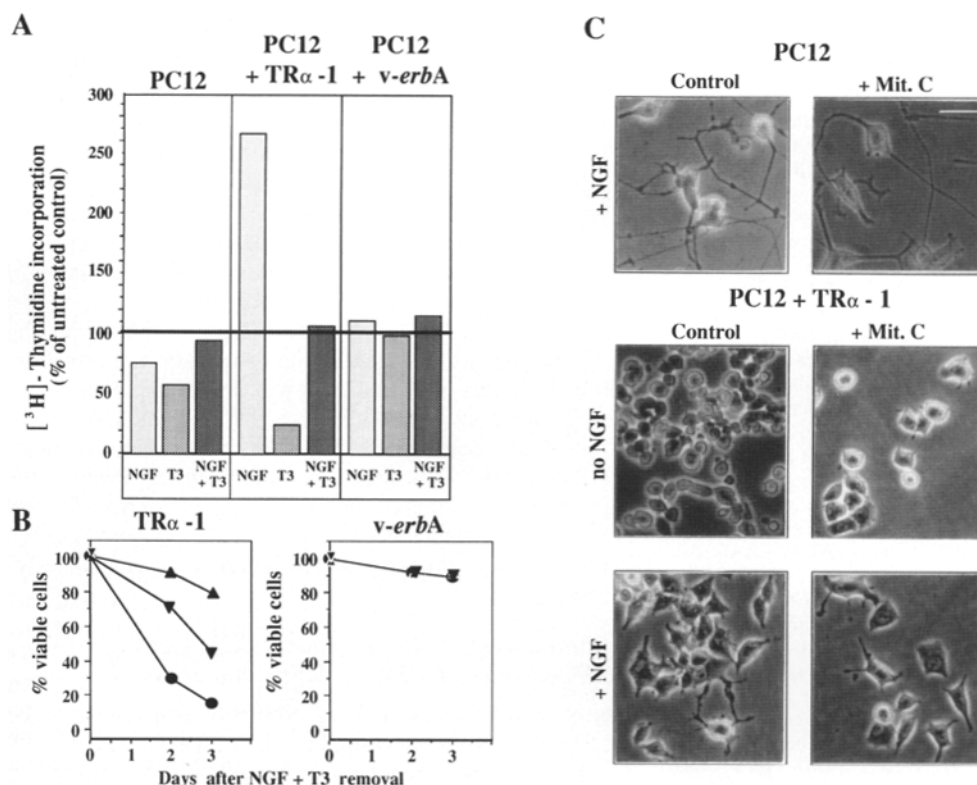 A
PC12
PC12
+ TRα -1
PC12
+ v-erbA
[ ³H]- Thymidine incorporation
(% of untreated control)
300
250
200
150
100
50
0
NGF
T3
NGF
+ T3
NGF
T3
NGF
+ T3
NGF
T3
NGF
+ T3
B
TRα -1
% viable cells
100
80
60
40
20
0
0
1
2
3
v-erbA
% viable cells
100
80
60
40
20
0
0
1
2
3
Days after NGF + T3 removal
C
PC12
Control
+ Mit. C
+ NGF
PC12 + TRα - 1
Control
+ Mit. C
no NGF
+ NGF